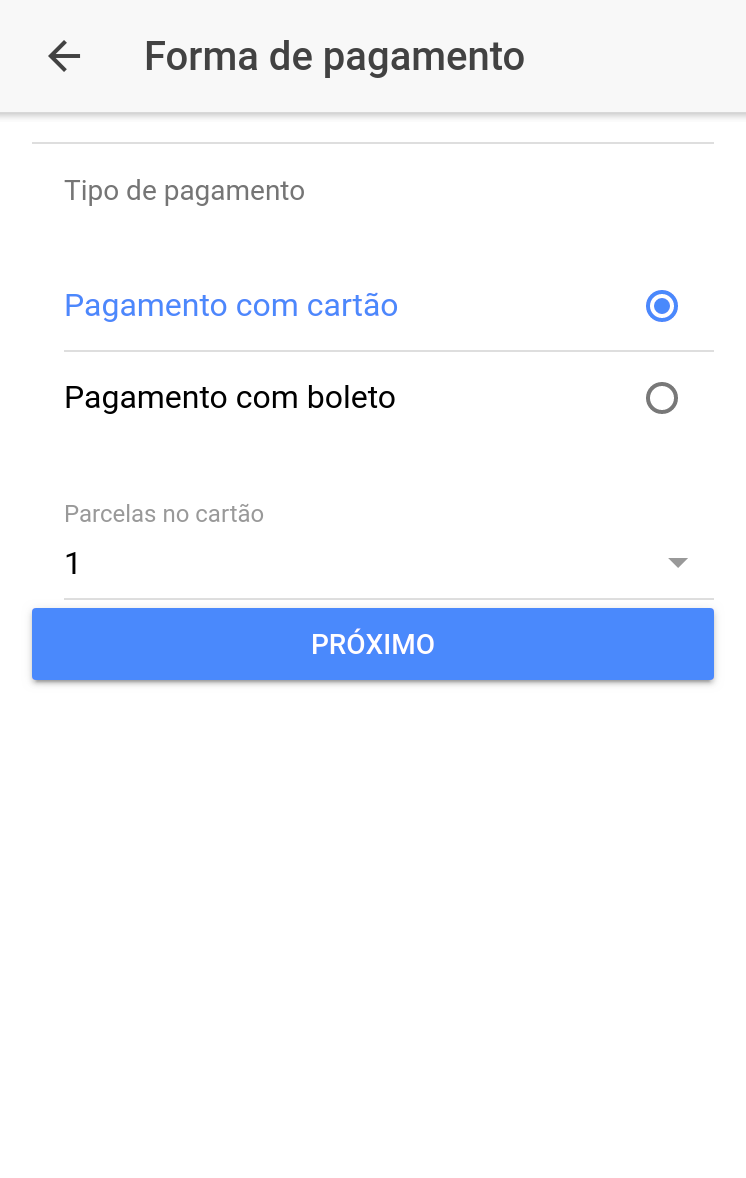 Forma de pagamento
Tipo de pagamento
Pagamento com cartão
Pagamento com boleto
Parcelas no cartão
1
PRÓXIMO